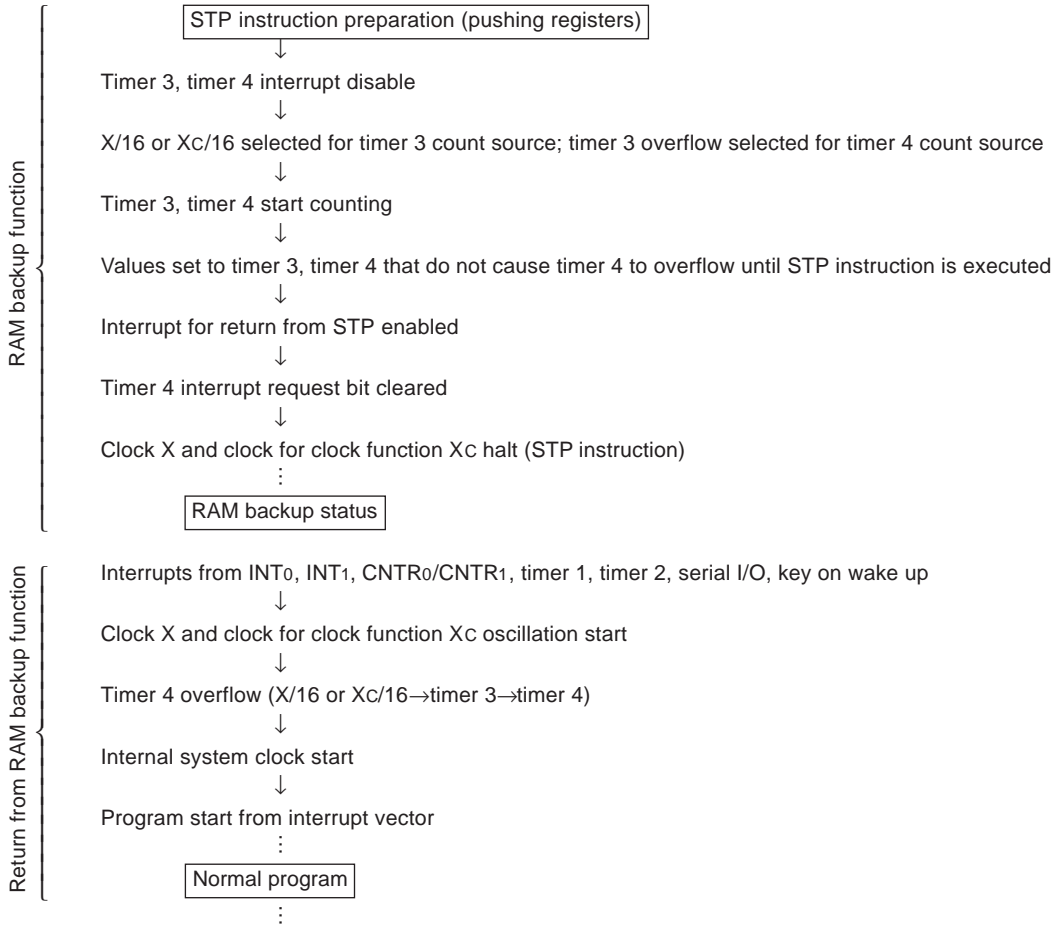 RAM backup function
STP instruction preparation (pushing registers)
↓
Timer 3, timer 4 interrupt disable
↓
X/16 or XC/16 selected for timer 3 count source; timer 3 overflow selected for timer 4 count source
↓
Timer 3, timer 4 start counting
↓
Values set to timer 3, timer 4 that do not cause timer 4 to overflow until STP instruction is executed
↓
Interrupt for return from STP enabled
↓
Timer 4 interrupt request bit cleared
↓
Clock X and clock for clock function XC halt (STP instruction)
⋮
RAM backup status
Return from RAM backup function
Interrupts from INT0, INT1, CNTR0/CNTR1, timer 1, timer 2, serial I/O, key on wake up
↓
Clock X and clock for clock function XC oscillation start
↓
Timer 4 overflow (X/16 or XC/16→timer 3→timer 4)
↓
Internal system clock start
↓
Program start from interrupt vector
⋮
Normal program
⋮